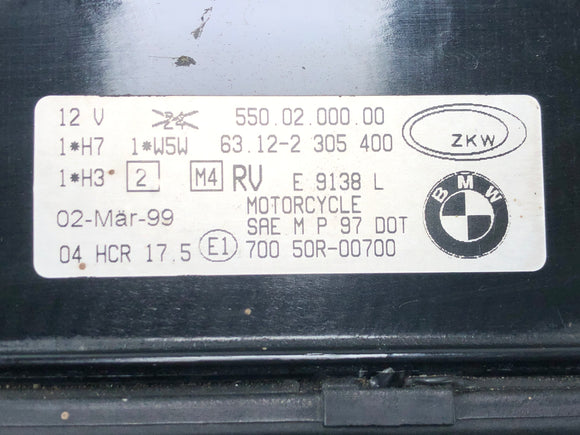 12 V 24 550.02.000.00
ZKW
1*H7 1*W5W 63.12-2 305 400
1*H3 2 M4 RV E 9138 L
BMW
MOTORCYCLE
02-Mär-99 SAE M P 97 DOT
04 HCR 17.5 E1 700 50R-00700